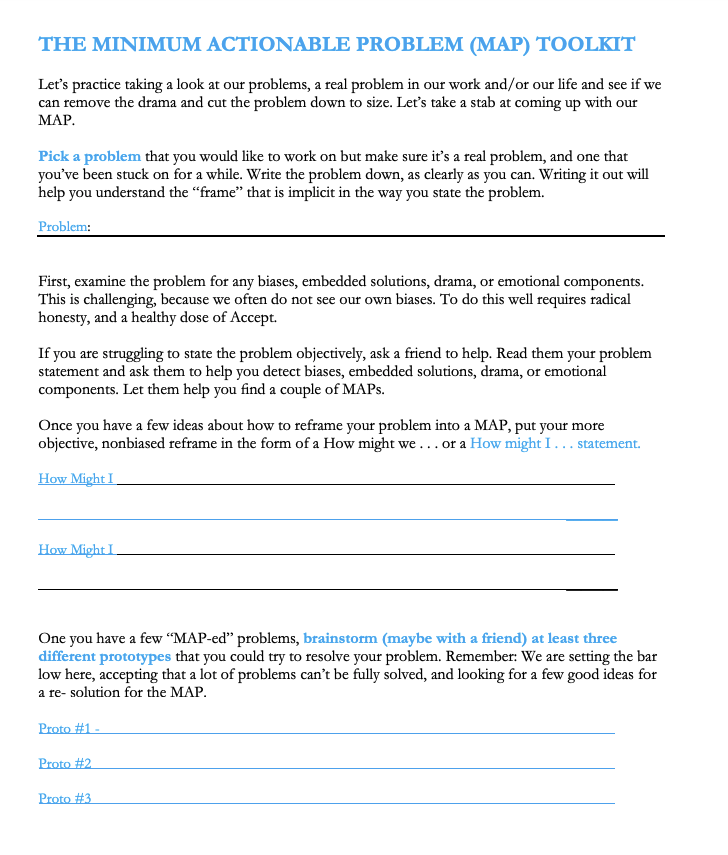 THE MINIMUM ACTIONABLE PROBLEM (MAP) TOOLKIT
Let’s practice taking a look at our problems, a real problem in our work and/or our life and see if we
can remove the drama and cut the problem down to size. Let’s take a stab at coming up with our
MAP.
Pick a problem that you would like to work on but make sure it’s a real problem, and one that
you’ve been stuck on for a while. Write the problem down, as clearly as you can. Writing it out will
help you understand the “frame” that is implicit in the way you state the problem.
Problem:
First, examine the problem for any biases, embedded solutions, drama, or emotional components.
This is challenging, because we often do not see our own biases. To do this well requires radical
honesty, and a healthy dose of Accept.
If you are struggling to state the problem objectively, ask a friend to help. Read them your problem
statement and ask them to help you detect biases, embedded solutions, drama, or emotional
components. Let them help you find a couple of MAPs.
Once you have a few ideas about how to reframe your problem into a MAP, put your more
objective, nonbiased reframe in the form of a How might we . . . or a How might I . . . statement.
How Might I
How Might I
One you have a few “MAP-ed” problems, brainstorm (maybe with a friend) at least three
different prototypes that you could try to resolve your problem. Remember: We are setting the bar
low here, accepting that a lot of problems can’t be fully solved, and looking for a few good ideas for
a re- solution for the MAP.
Proto #1 -
Proto #2
Proto #3